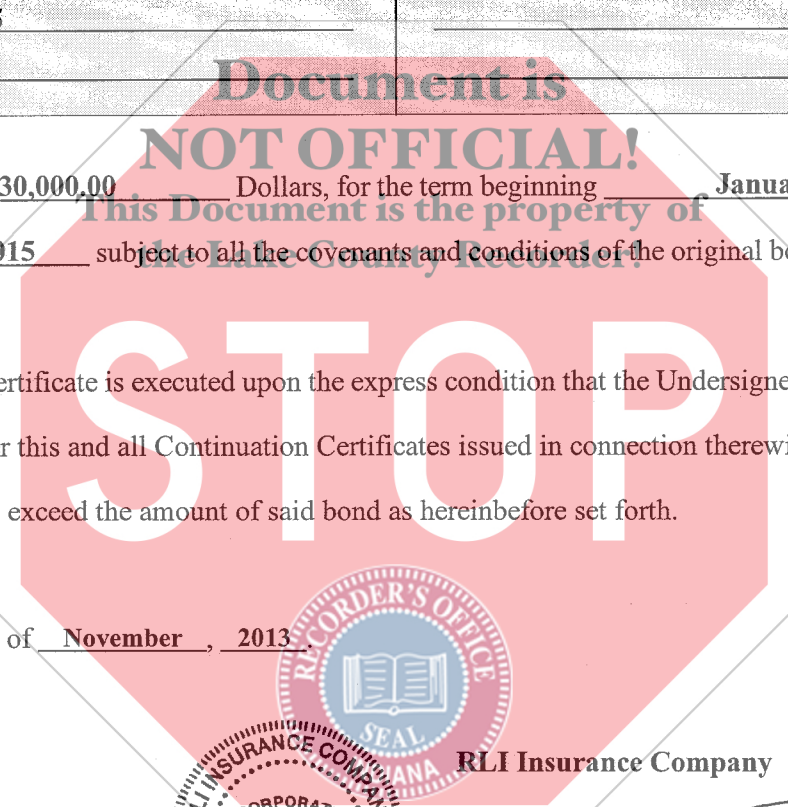 Document is
NOT OFFICIAL!
30,000.00 Dollars, for the term beginning Janua
This Document is the property of
015 subject to all the covenants and conditions of the original bo
the Lake County Recorder!
STOP
ertificate is executed upon the express condition that the Undersigne
r this and all Continuation Certificates issued in connection therewi
exceed the amount of said bond as hereinbefore set forth.
of November , 2013 .
RECORDER'S OFFICE
SEAL
IANA
INSURANCE COMPAN
ORPORAT
RLI Insurance Company